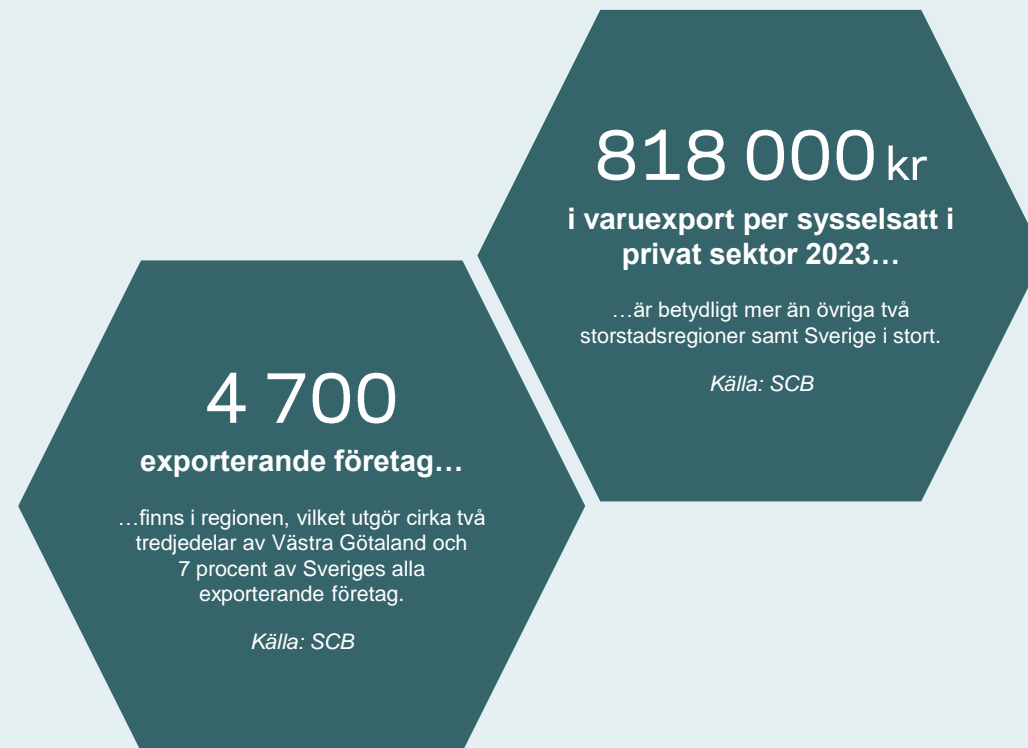 818 000 kr
i varuexport per sysselsatt i
privat sektor 2023…
…är betydligt mer än övriga två
storstadsregioner samt Sverige i stort.
Källa: SCB
4 700
exporterande företag…
…finns i regionen, vilket utgör cirka två
tredjedelar av Västra Götaland och
7 procent av Sveriges alla
exporterande företag.
Källa: SCB